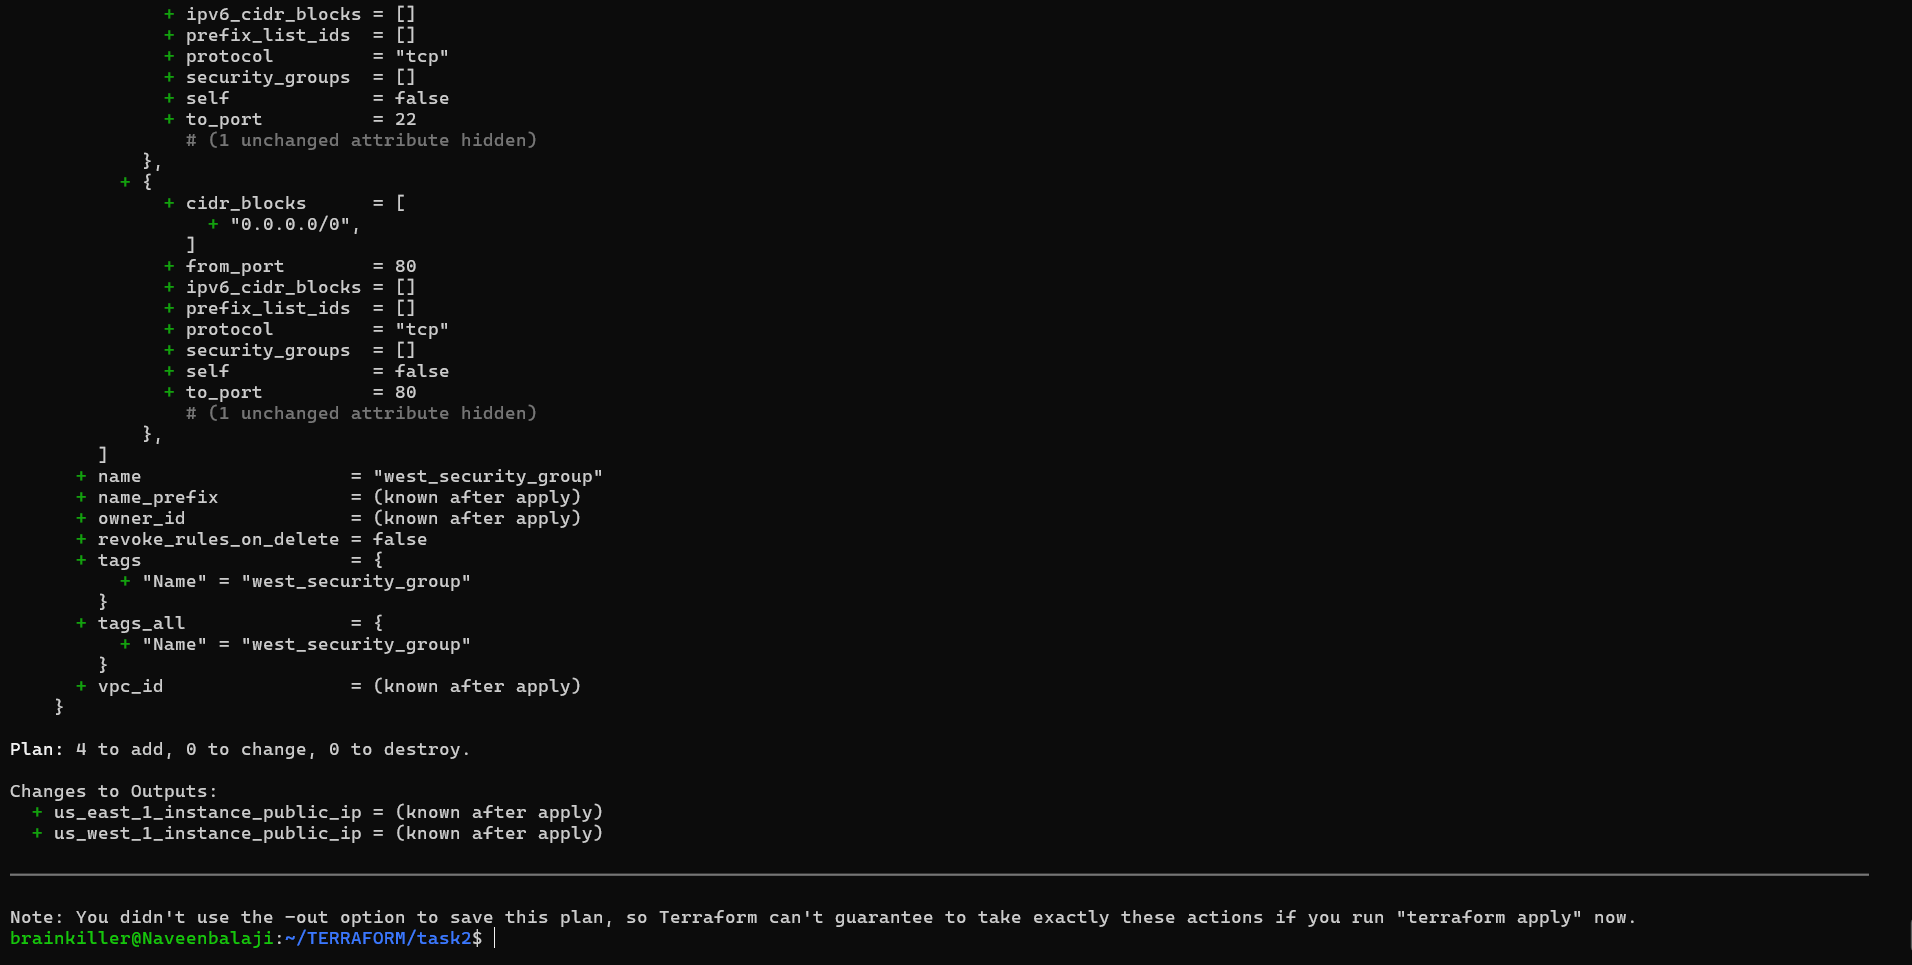 + ipv6_cidr_blocks = []
+ prefix_list_ids  = []
+ protocol         = "tcp"
+ security_groups  = []
+ self             = false
+ to_port          = 22
# (1 unchanged attribute hidden)
},
+ {
+ cidr_blocks      = [
+ "0.0.0.0/0",
]
+ from_port        = 80
+ ipv6_cidr_blocks = []
+ prefix_list_ids  = []
+ protocol         = "tcp"
+ security_groups  = []
+ self             = false
+ to_port          = 80
# (1 unchanged attribute hidden)
},
]
+ name                   = "west_security_group"
+ name_prefix            = (known after apply)
+ owner_id               = (known after apply)
+ revoke_rules_on_delete = false
+ tags                   = {
+ "Name" = "west_security_group"
}
+ tags_all               = {
+ "Name" = "west_security_group"
}
+ vpc_id                 = (known after apply)
}
Plan: 4 to add, 0 to change, 0 to destroy.
Changes to Outputs:
+ us_east_1_instance_public_ip = (known after apply)
+ us_west_1_instance_public_ip = (known after apply)
Note: You didn't use the -out option to save this plan, so Terraform can't guarantee to take exactly these actions if you run "terraform apply" now.
brainkiller@Naveenbalaji:~/TERRAFORM/task2$